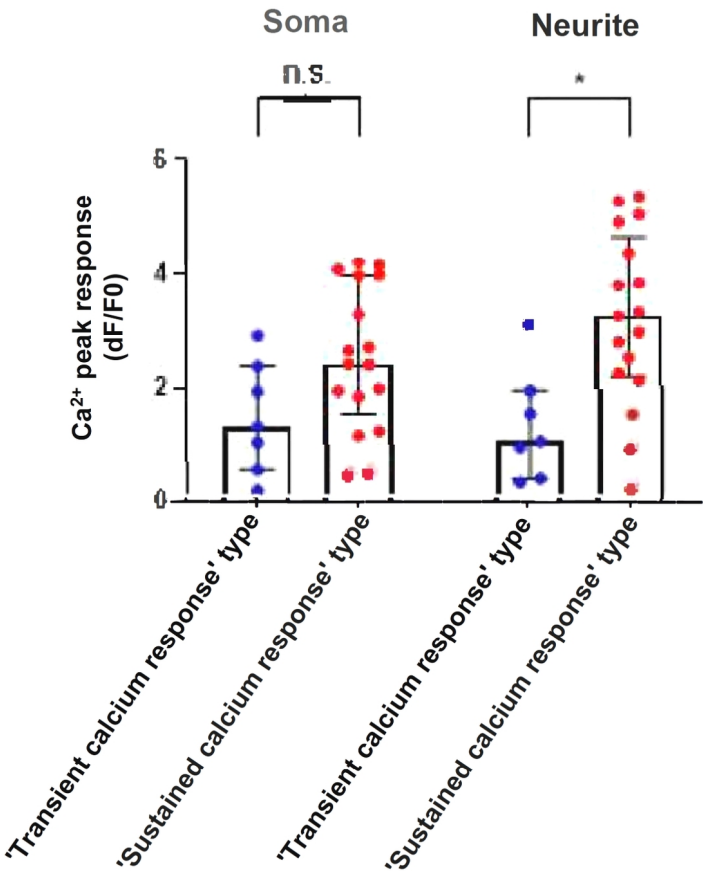 Soma
Neurite
n.s.
*
6
4
2
0
Ca²⁺ peak response
(dF/F0)
'Transient calcium response' type
'Sustained calcium response' type
'Transient calcium response' type
'Sustained calcium response' type